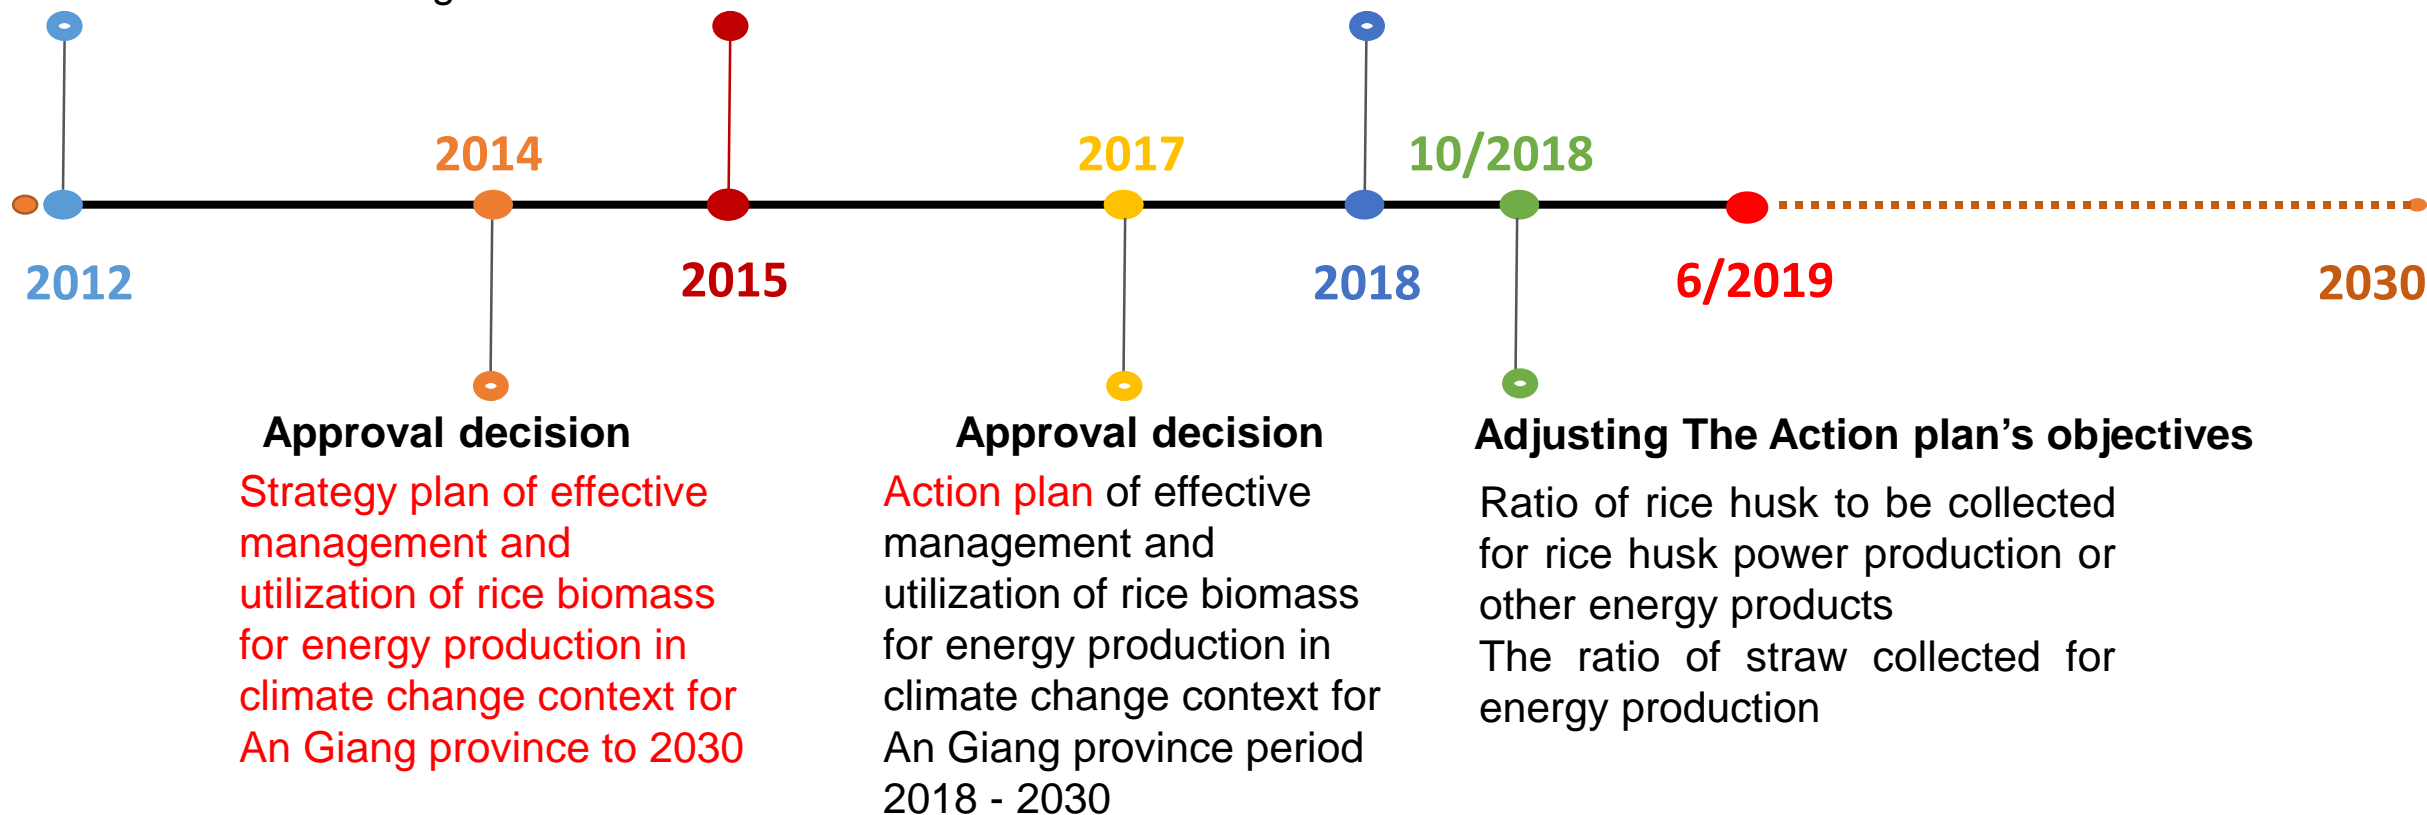 2014
2017
10/2018
2012
2015
2018
6/2019
2030
Approval decision
Strategy plan of effective
management and
utilization of rice biomass
for energy production in
climate change context for
An Giang province to 2030
Approval decision
Action plan of effective
management and
utilization of rice biomass
for energy production in
climate change context for
An Giang province period
2018 - 2030
Adjusting The Action plan’s objectives
Ratio of rice husk to be collected
for rice husk power production or
other energy products
The ratio of straw collected for
energy production